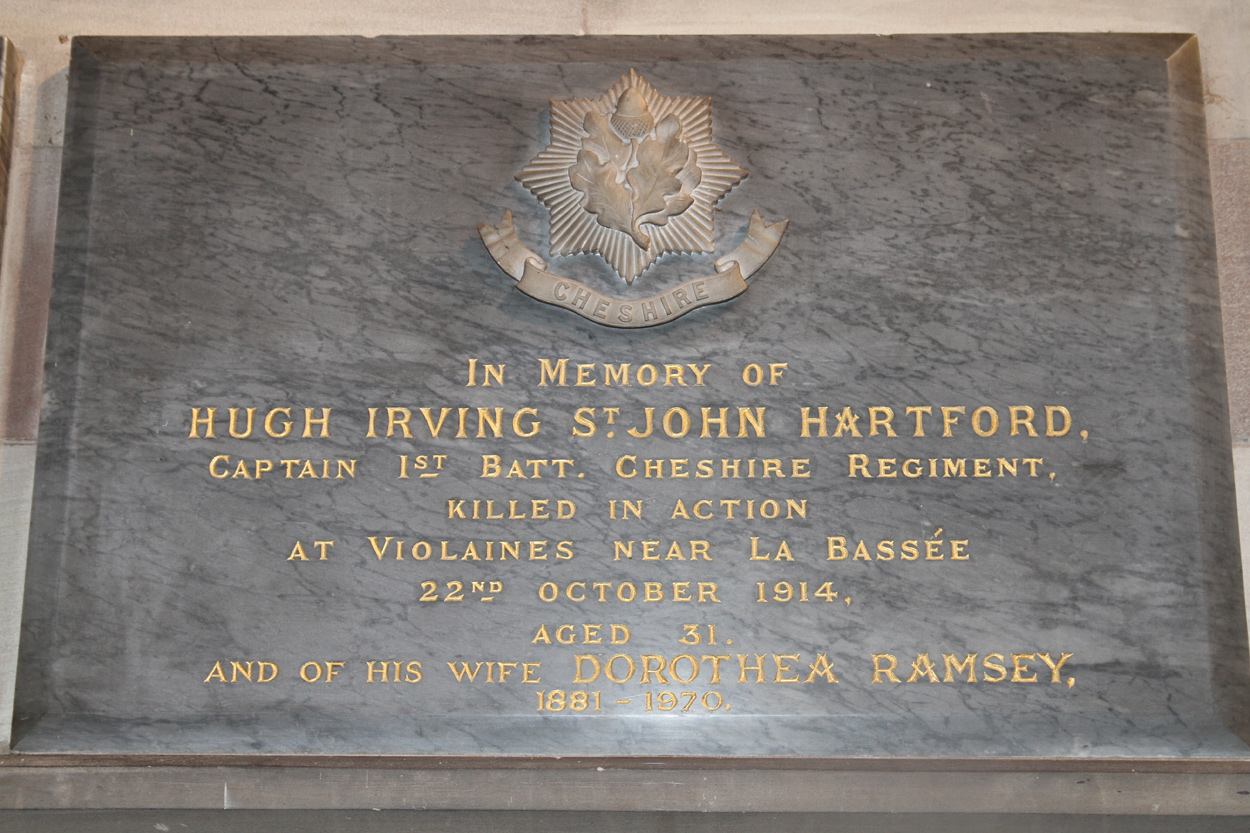 CHESHIRE
IN MEMORY OF
HUGH IRVING ST. JOHN HARTFORD,
CAPTAIN 1ST BATT. CHESHIRE REGIMENT,
KILLED IN ACTION
AT VIOLAINES NEAR LA BASSÉE
22ND OCTOBER 1914,
AGED 31.
AND OF HIS WIFE DOROTHEA RAMSEY,
1881 - 1970.